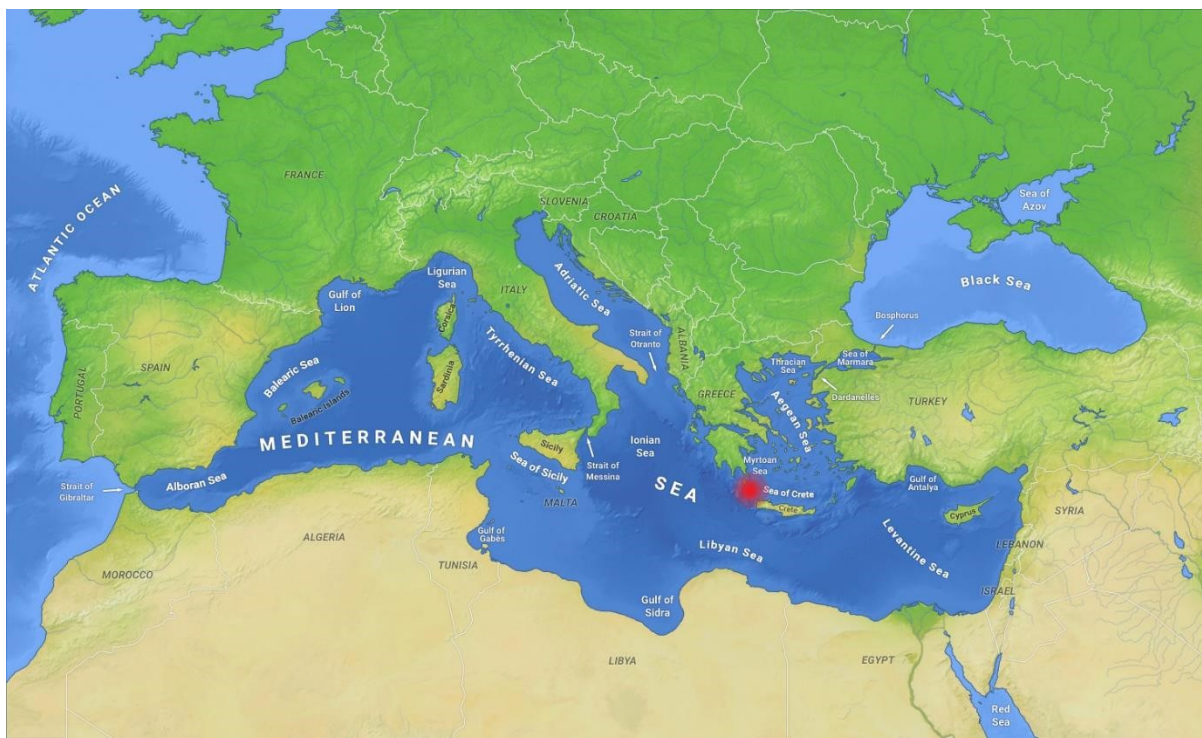 FRANCE
ATLANTIC OCEAN
SLOVENIA
CROATIA
Sea of
Azov
Black Sea
Bosphorus
Ligurian
Sea
ITALY
Adriatic Sea
Gulf of
Lion
Corsica
Tyrrhenian Sea
Strait of
Otranto
ALBANIA
Thracian
Sea
Sea of
Marmara
Dardanelles
PORTUGAL
SPAIN
Balearic Sea
Balearic Islands
Sardinia
GREECE
Aegean Sea
TURKEY
MEDITERRANEAN
SEA
Sicily
Ionian
Sea
Strait of
Messina
Sea of Sicily
MALTA
Myrtoan
Sea
Sea of Crete
Crete
Gulf of
Antalya
Cyprus
SYRIA
Strait of
Gibraltar
Alboran Sea
Gulf of
Gabès
Libyan Sea
Levantine Sea
LEBANON
MOROCCO
ALGERIA
TUNISIA
ISRAEL
Gulf of
Sidra
LIBYA
EGYPT
Red
Sea